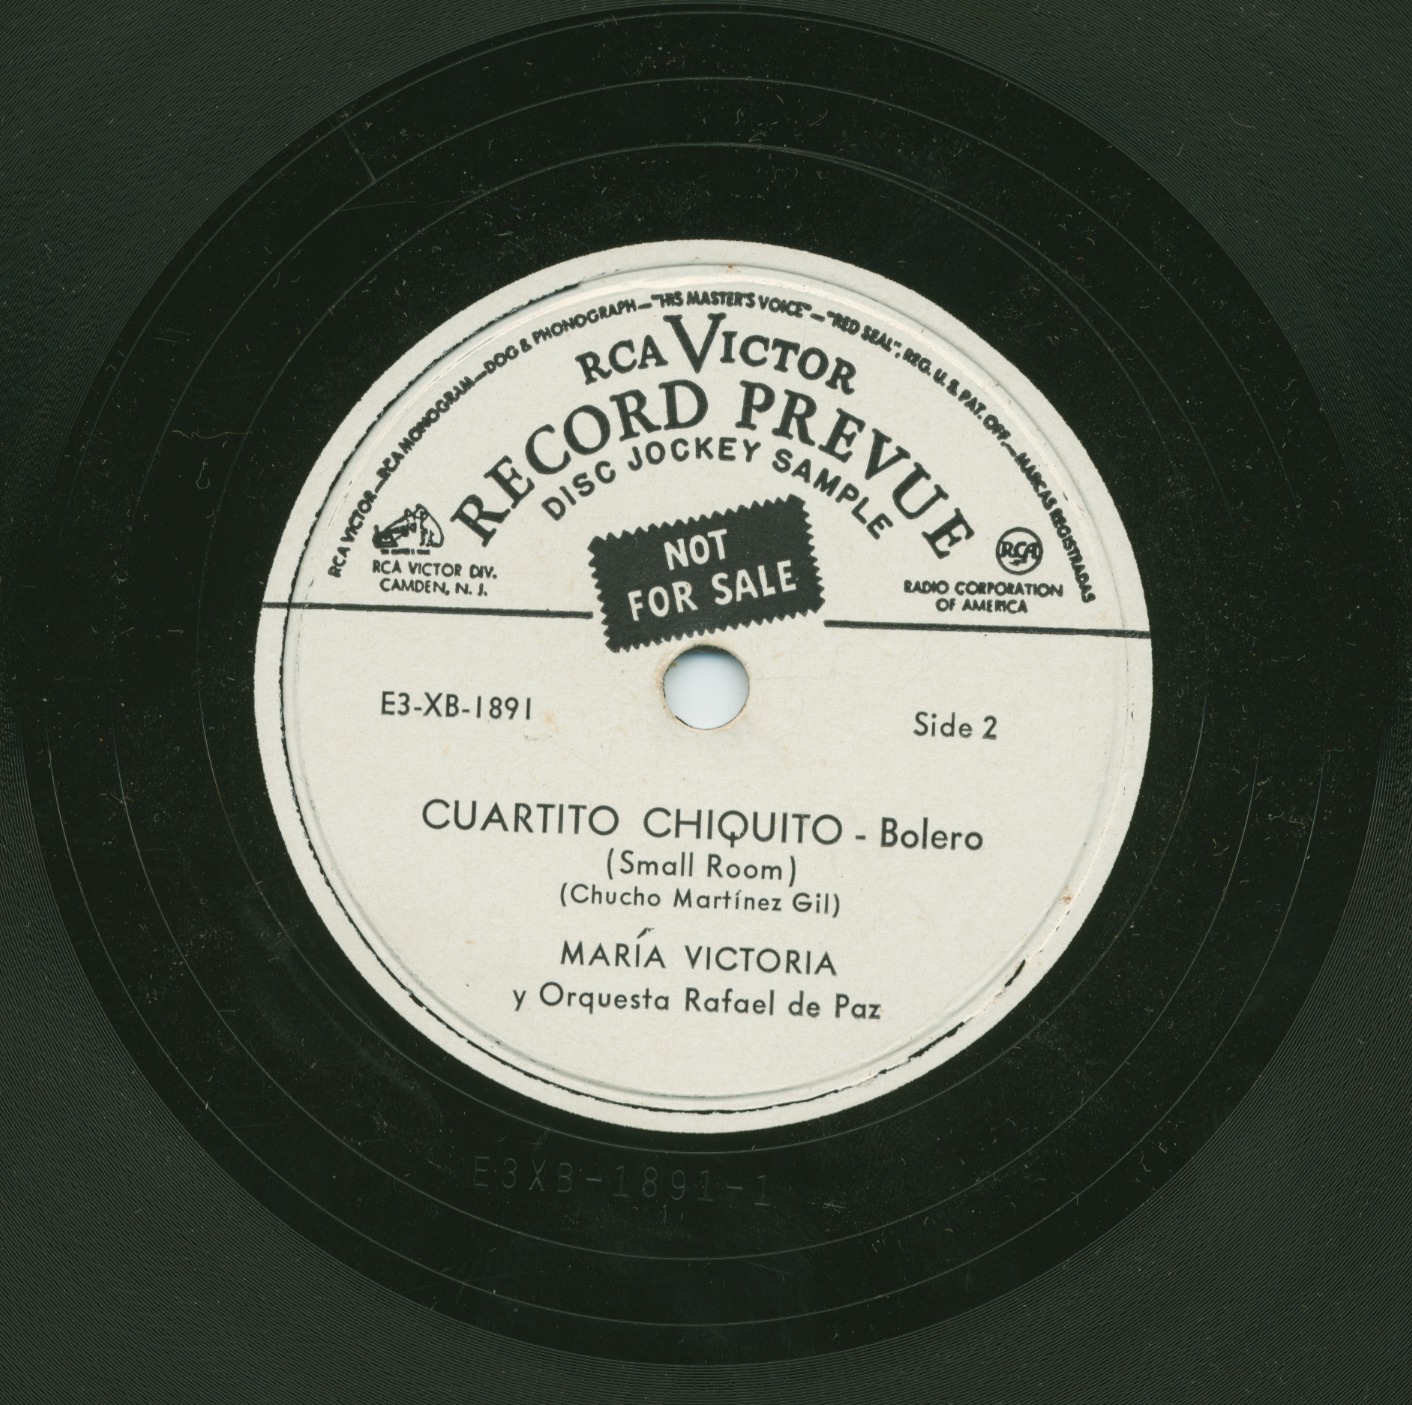 RCA VICTOR—RCA MONOGRAM—DOG & PHONOGRAPH—"HIS MASTER'S VOICE"—"RED SEAL", REG. U. S. PAT. OFF.—MARCAS REGISTRADAS
RCA VICTOR
RECORD PREVUE
DISC JOCKEY SAMPLE
NOT
FOR SALE
RCA VICTOR DIV.
CAMDEN, N. J.
RCA
RADIO CORPORATION
OF AMERICA
E3-XB-1891
Side 2
CUARTITO CHIQUITO - Bolero
(Small Room)
(Chucho Martínez Gil)
MARÍA VICTORIA
y Orquesta Rafael de Paz
E3XB-1891-1